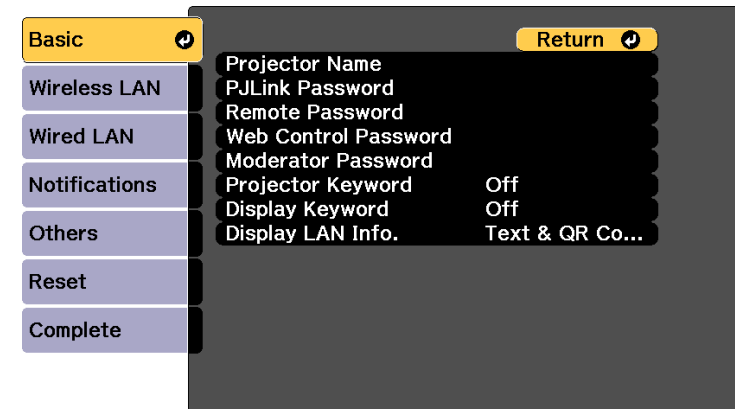 Basic
Wireless LAN
Wired LAN
Notifications
Others
Reset
Complete
Return
Projector Name
PJLink Password
Remote Password
Web Control Password
Moderator Password
Projector Keyword Off
Display Keyword Off
Display LAN Info. Text & QR Co...